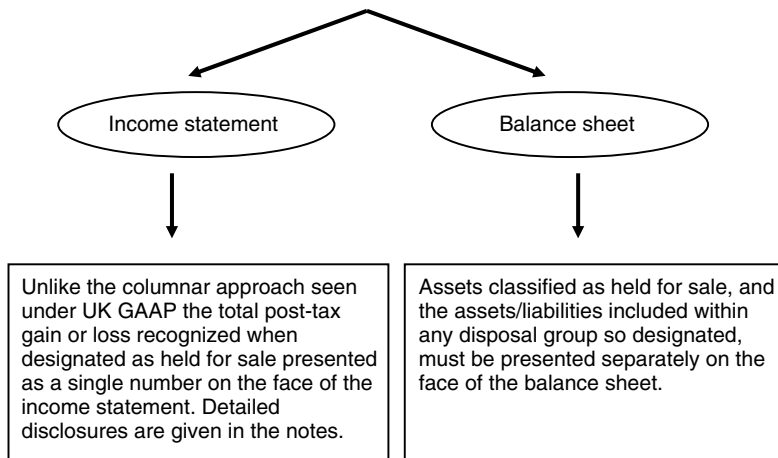 Income statement
Balance sheet
Unlike the columnar approach seen
under UK GAAP the total post-tax
gain or loss recognized when
designated as held for sale presented
as a single number on the face of the
income statement. Detailed
disclosures are given in the notes.
Assets classified as held for sale, and
the assets/liabilities included within
any disposal group so designated,
must be presented separately on the
face of the balance sheet.